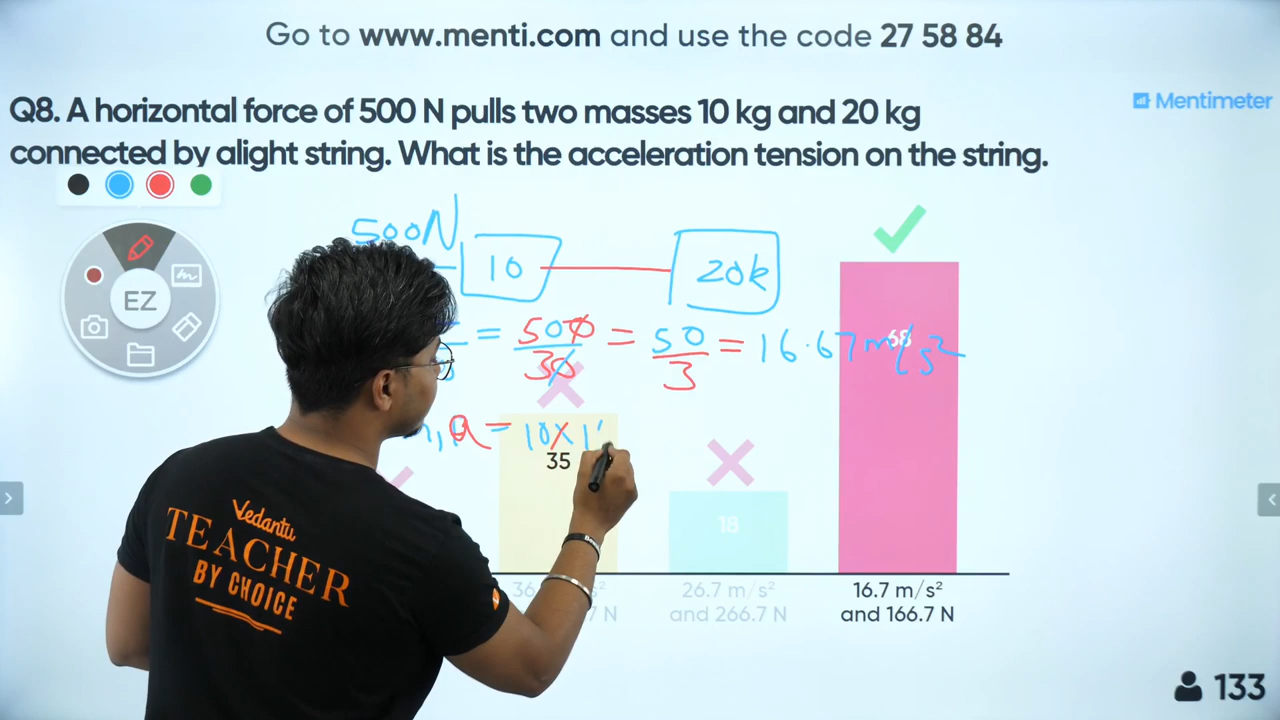 Go to www.menti.com and use the code 27 58 84
Q8. A horizontal force of 500 N pulls two masses 10 kg and 20 kg
connected by alight string. What is the acceleration tension on the string.
Mentimeter
EZ
500N
10
20k
= 500/30 = 50/3 = 16.67 m/s²
68
a = 10 x 1
35
18
Vedantu
TEACHER
BY CHOICE
26.7 m/s²
and 266.7 N
16.7 m/s²
and 166.7 N
133